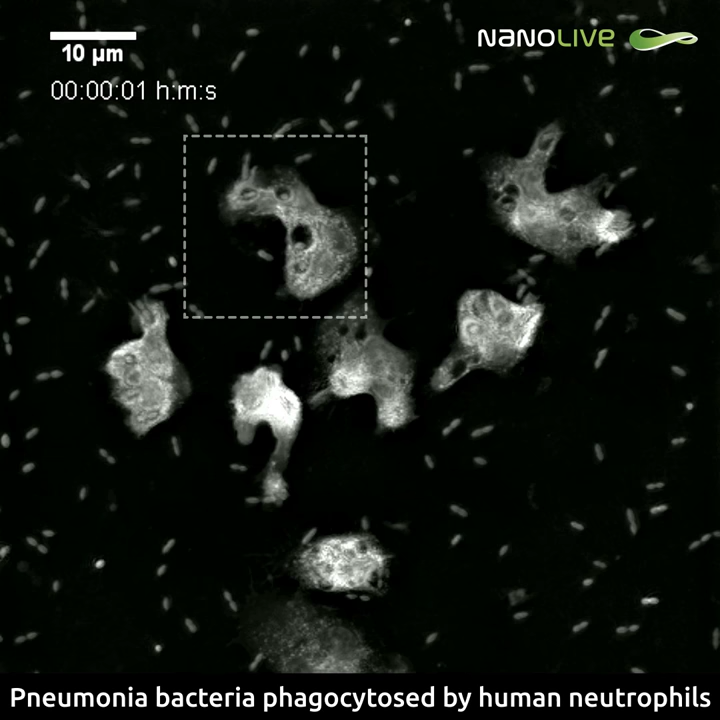 NANOLIVE
10 µm
00:00:01 h:m:s
Pneumonia bacteria phagocytosed by human neutrophils